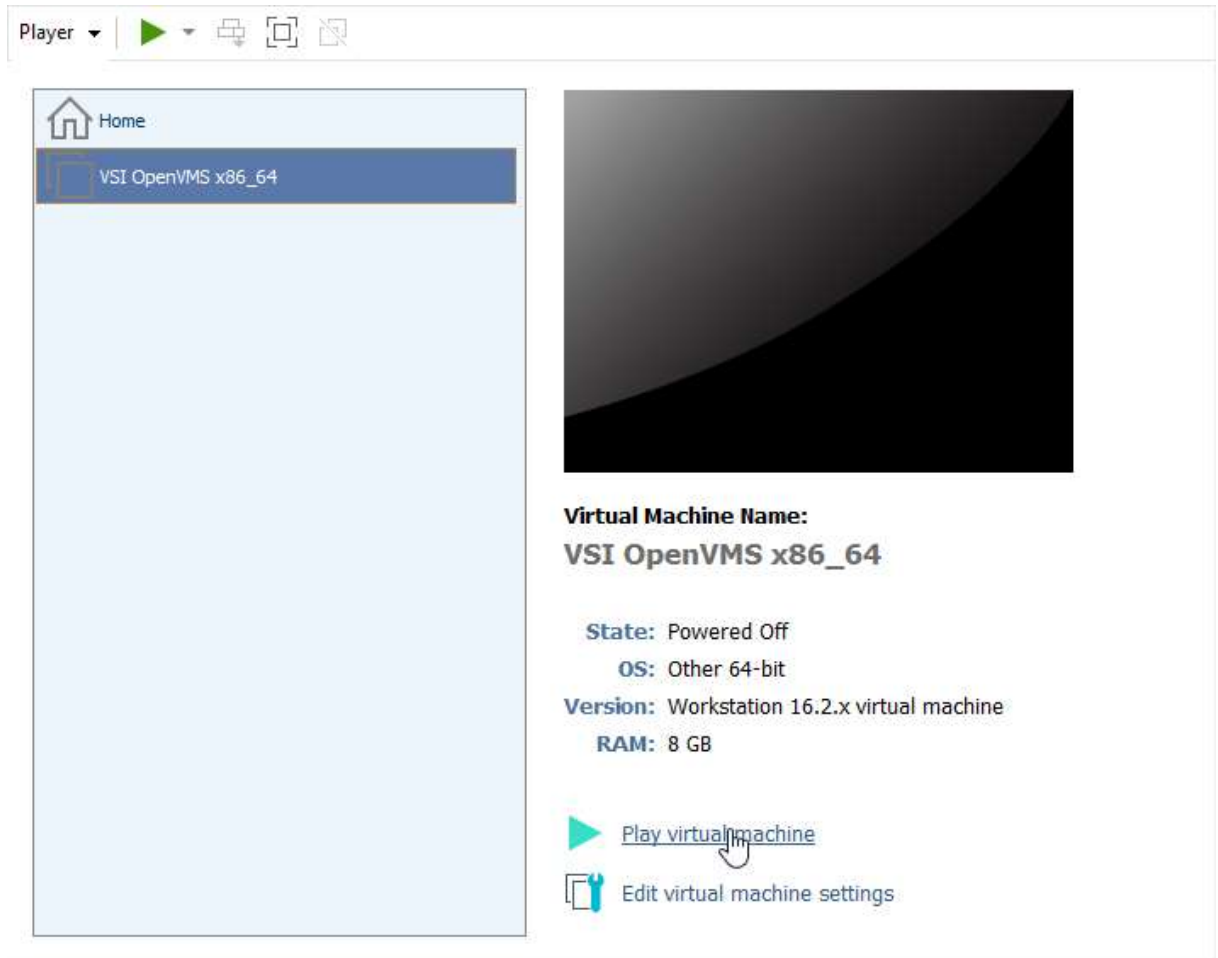 Player
Home
VSI OpenVMS x86_64
Virtual Machine Name:
VSI OpenVMS x86_64
State: Powered Off
OS: Other 64-bit
Version: Workstation 16.2.x virtual machine
RAM: 8 GB
Play virtual machine
Edit virtual machine settings